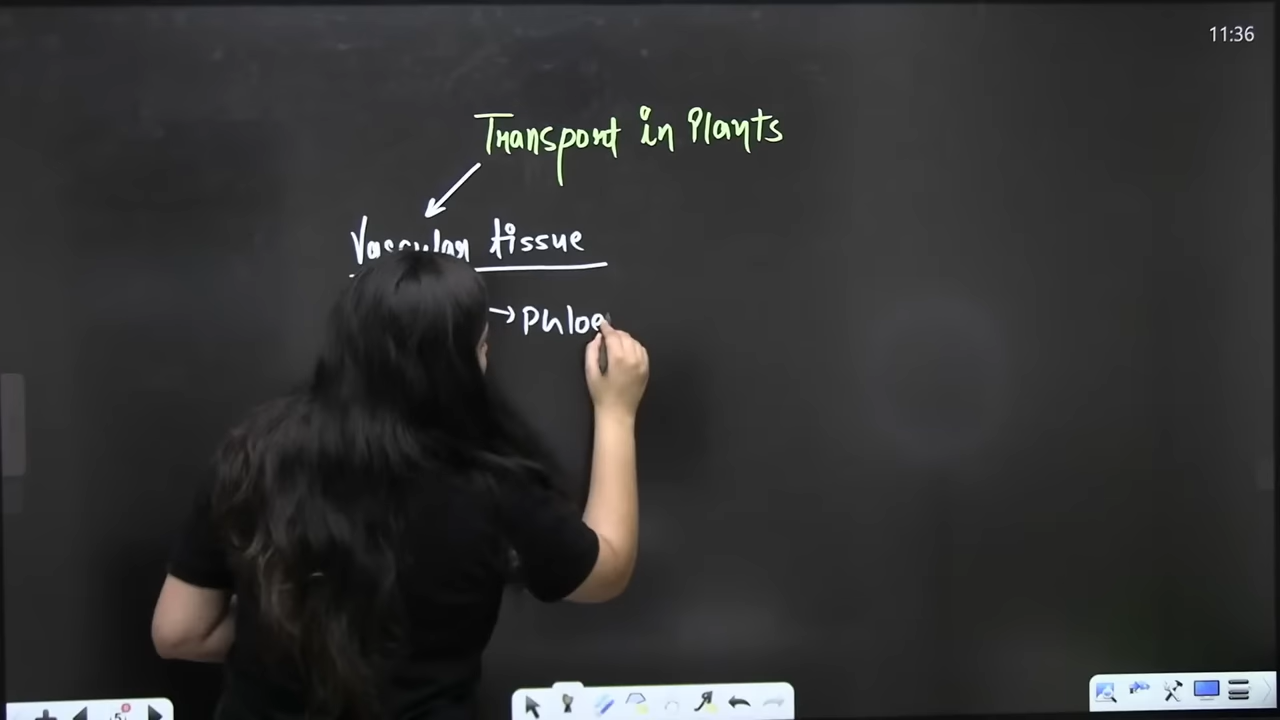 11:36
Transport in Plants
Vascular tissue
→ Phloe